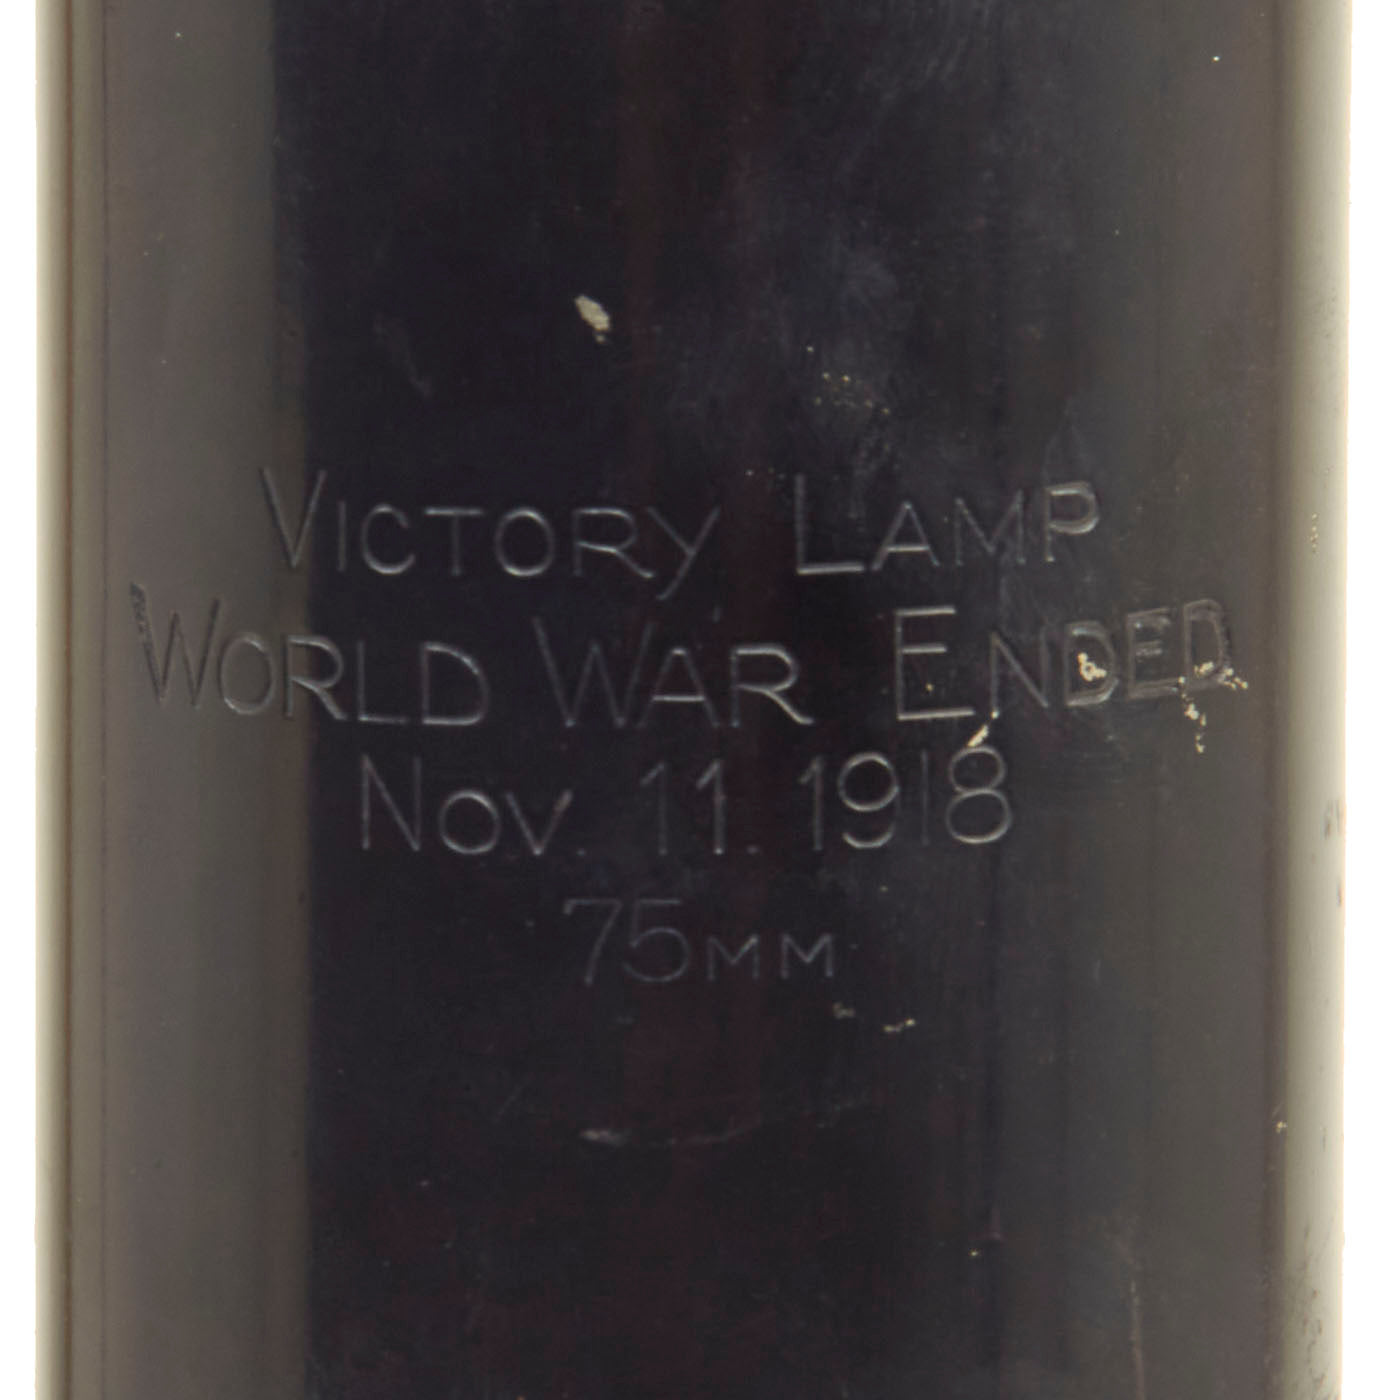 VICTORY LAMP
WORLD WAR ENDED
NOV. 11. 1918
75MM